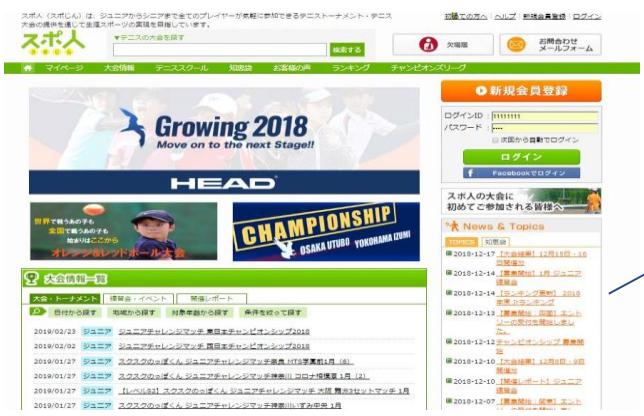 スポ人（スポじん）は、ジュニアからシニアまで全てのプレイヤーが気軽に参加できるテニストーナメント・テニス
大会の提供を通じて生涯スポーツの実現を目指しています。
初めての方へ | ヘルプ | 新規会員登録 | ログイン
スポ人
▼テニスの大会を探す
検索する
欠場届
お問合わせ
メールフォーム
マイページ 大会情報 テニススクール 知恵袋 お客様の声 ランキング チャンピオンズリーグ
新規会員登録
ログインID : 11111111
パスワード : ••••
次回から自動でログイン
ログイン
Facebookでログイン
Growing 2018
Move on to the next Stage!!
HEAD
世界で戦うあの子も
全国で戦うあの子も
始まりはここから
オレンジ&レッドボール大会
CHAMPIONSHIP
OSAKA UTUBO YOKOHAMA IZUMI
スポ人の大会に
初めてご参加される皆様へ
News & Topics
TOPICS 知恵袋
2018-12-17 【大会結果】12月15日・16
日開催分
2018-12-14 【募集開始】1月 ジュニア
練習会
2018-12-14 【ランキング更新】 2018
年度 Jrランキング
2018-12-13 【募集開始：四国】エント
リーの受付を開始しまし
た。
2018-12-12 チャンピオンシップ 募集開
始
2018-12-10 【大会結果】12月8日・9日
開催分
2018-12-10 【開催レポート】ジュニア
練習会
2018-12-07 【募集開始：関東】エント
大会情報一覧
大会・トーナメント 練習会・イベント 開催レポート
日付から探す 地域から探す 対象年齢から探す 条件を絞って探す
2019/02/23 ジュニア ジュニアチャレンジマッチ 東日本チャンピオンシップ2018
2019/02/02 ジュニア ジュニアチャレンジマッチ 西日本チャンピオンシップ2018
2019/01/27 ジュニア スクスクのっぽくん ジュニアチャレンジマッチ奈良 MTS学園前1月（6）
2019/01/27 ジュニア スクスクのっぽくん ジュニアチャレンジマッチ神奈川 コロナ相模原 1月（2）
2019/01/27 ジュニア 【レベル82】スクスクのっぽくん ジュニアチャレンジマッチ 大阪 舞洲3セットマッチ 1月
2019/01/27 ジュニア スクスクのっぽくん ジュニアチャレンジマッチ神奈川いずみ中央 1月